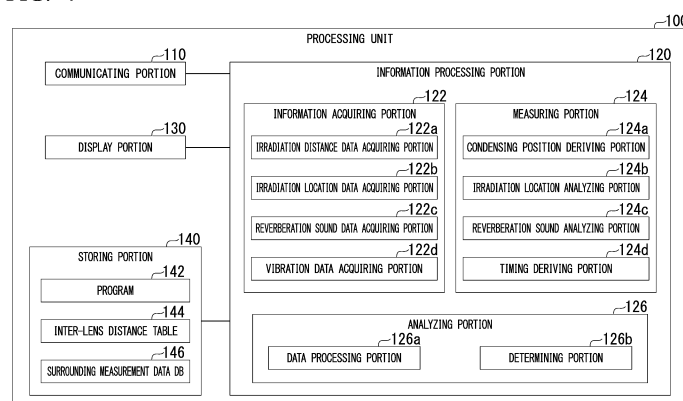 100
PROCESSING UNIT
110
COMMUNICATING PORTION
130
DISPLAY PORTION
140
STORING PORTION
142
PROGRAM
144
INTER-LENS DISTANCE TABLE
146
SURROUNDING MEASUREMENT DATA DB
120
INFORMATION PROCESSING PORTION
122
INFORMATION ACQUIRING PORTION
122a
IRRADIATION DISTANCE DATA ACQUIRING PORTION
122b
IRRADIATION LOCATION DATA ACQUIRING PORTION
122c
REVERBERATION SOUND DATA ACQUIRING PORTION
122d
VIBRATION DATA ACQUIRING PORTION
124
MEASURING PORTION
124a
CONDENSING POSITION DERIVING PORTION
124b
IRRADIATION LOCATION ANALYZING PORTION
124c
REVERBERATION SOUND ANALYZING PORTION
124d
TIMING DERIVING PORTION
126
ANALYZING PORTION
126a
DATA PROCESSING PORTION
126b
DETERMINING PORTION